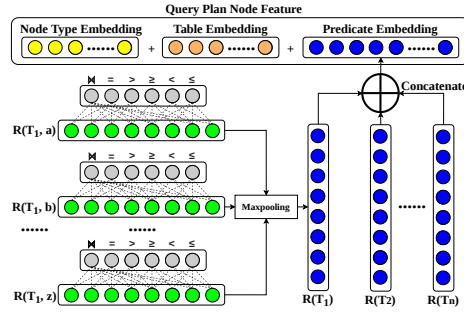 Query Plan Node Feature
Node Type Embedding + Table Embedding + Predicate Embedding
...... ...... ......
⋈ = > ≥ < ≤
Concatenate
R(T1, a)
⋈ = > ≥ < ≤
R(T1, b)
Maxpooling
...... ...... ......
⋈ = > ≥ < ≤
R(T1, z)
R(T1) R(T2) R(Tn)